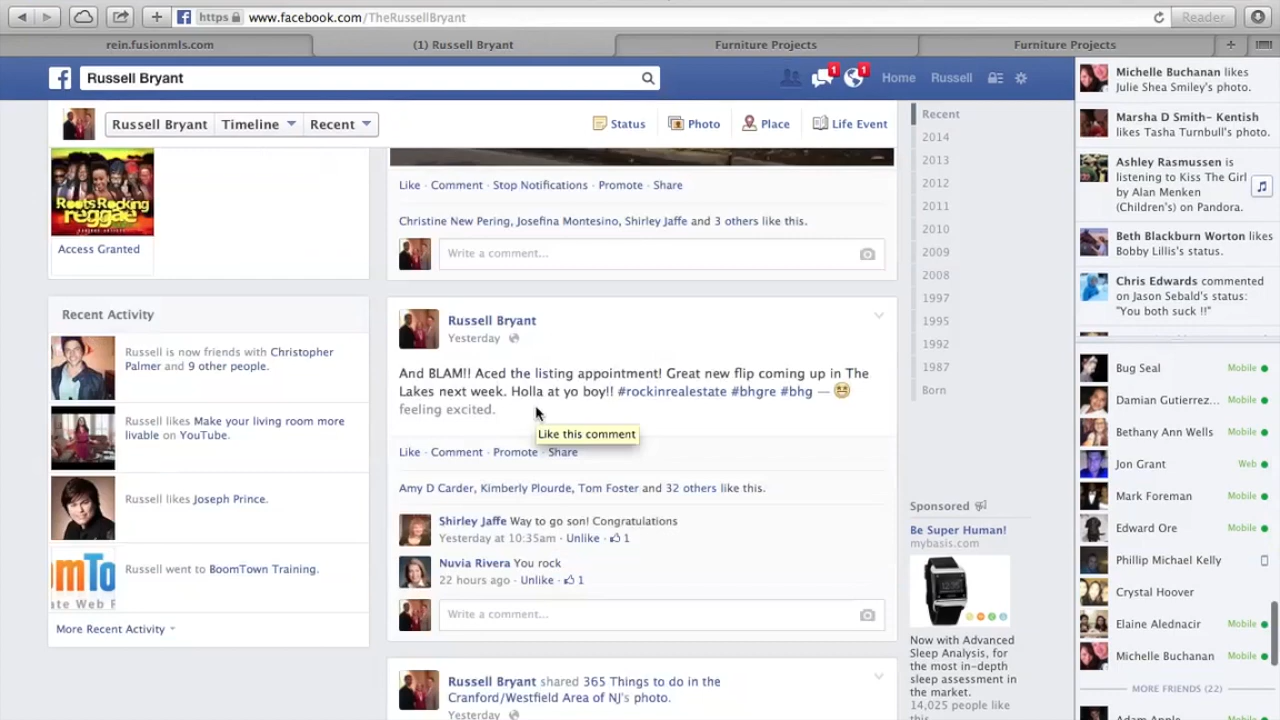 https www.facebook.com/TheRussellBryant
Reader
rein.fusionmls.com
(1) Russell Bryant
Furniture Projects
Furniture Projects
Russell Bryant
1
1
Home
Russell
Russell Bryant
Timeline
Recent
Status
Photo
Place
Life Event
Roots Rocking
reggae
Access Granted
Recent Activity
Russell is now friends with Christopher
Palmer and 9 other people.
Russell likes Make your living room more
livable on YouTube.
Russell likes Joseph Prince.
mTo
ate Web F
Russell went to BoomTown Training.
More Recent Activity
Like · Comment · Stop Notifications · Promote · Share
Christine New Pering, Josefina Montesino, Shirley Jaffe and 3 others like this.
Write a comment...
Russell Bryant
Yesterday
And BLAM!! Aced the listing appointment! Great new flip coming up in The
Lakes next week. Holla at yo boy!! #rockinrealestate #bhgre #bhg —
feeling excited.
Like this comment
Like · Comment · Promote · Share
Amy D Carder, Kimberly Plourde, Tom Foster and 32 others like this.
Shirley Jaffe Way to go son! Congratulations
Yesterday at 10:35am · Unlike · 1
Nuvia Rivera You rock
22 hours ago · Unlike · 1
Write a comment...
Russell Bryant shared 365 Things to do in the
Cranford/Westfield Area of NJ's photo.
Yesterday
Recent
2014
2013
2012
2011
2010
2009
2008
1997
1995
1992
1987
Born
Sponsored
Be Super Human!
mybasis.com
Now with Advanced
Sleep Analysis, for
the most in-depth
sleep assessment in
the market.
14,025 people like
this.
Michelle Buchanan likes
Julie Shea Smiley's photo.
Marsha D Smith- Kentish
likes Tasha Turnbull's photo.
Ashley Rasmussen is
listening to Kiss The Girl
by Alan Menken
(Children's) on Pandora.
Beth Blackburn Worton likes
Bobby Lillis's status.
Chris Edwards commented
on Jason Sebald's status:
"You both suck !!"
Bug Seal Mobile
Damian Gutierrez... Mobile
Bethany Ann Wells Mobile
Jon Grant Web
Mark Foreman Mobile
Edward Ore Mobile
Phillip Michael Kelly
Crystal Hoover
Elaine Alednacir Mobile
Michelle Buchanan Mobile
MORE FRIENDS (22)